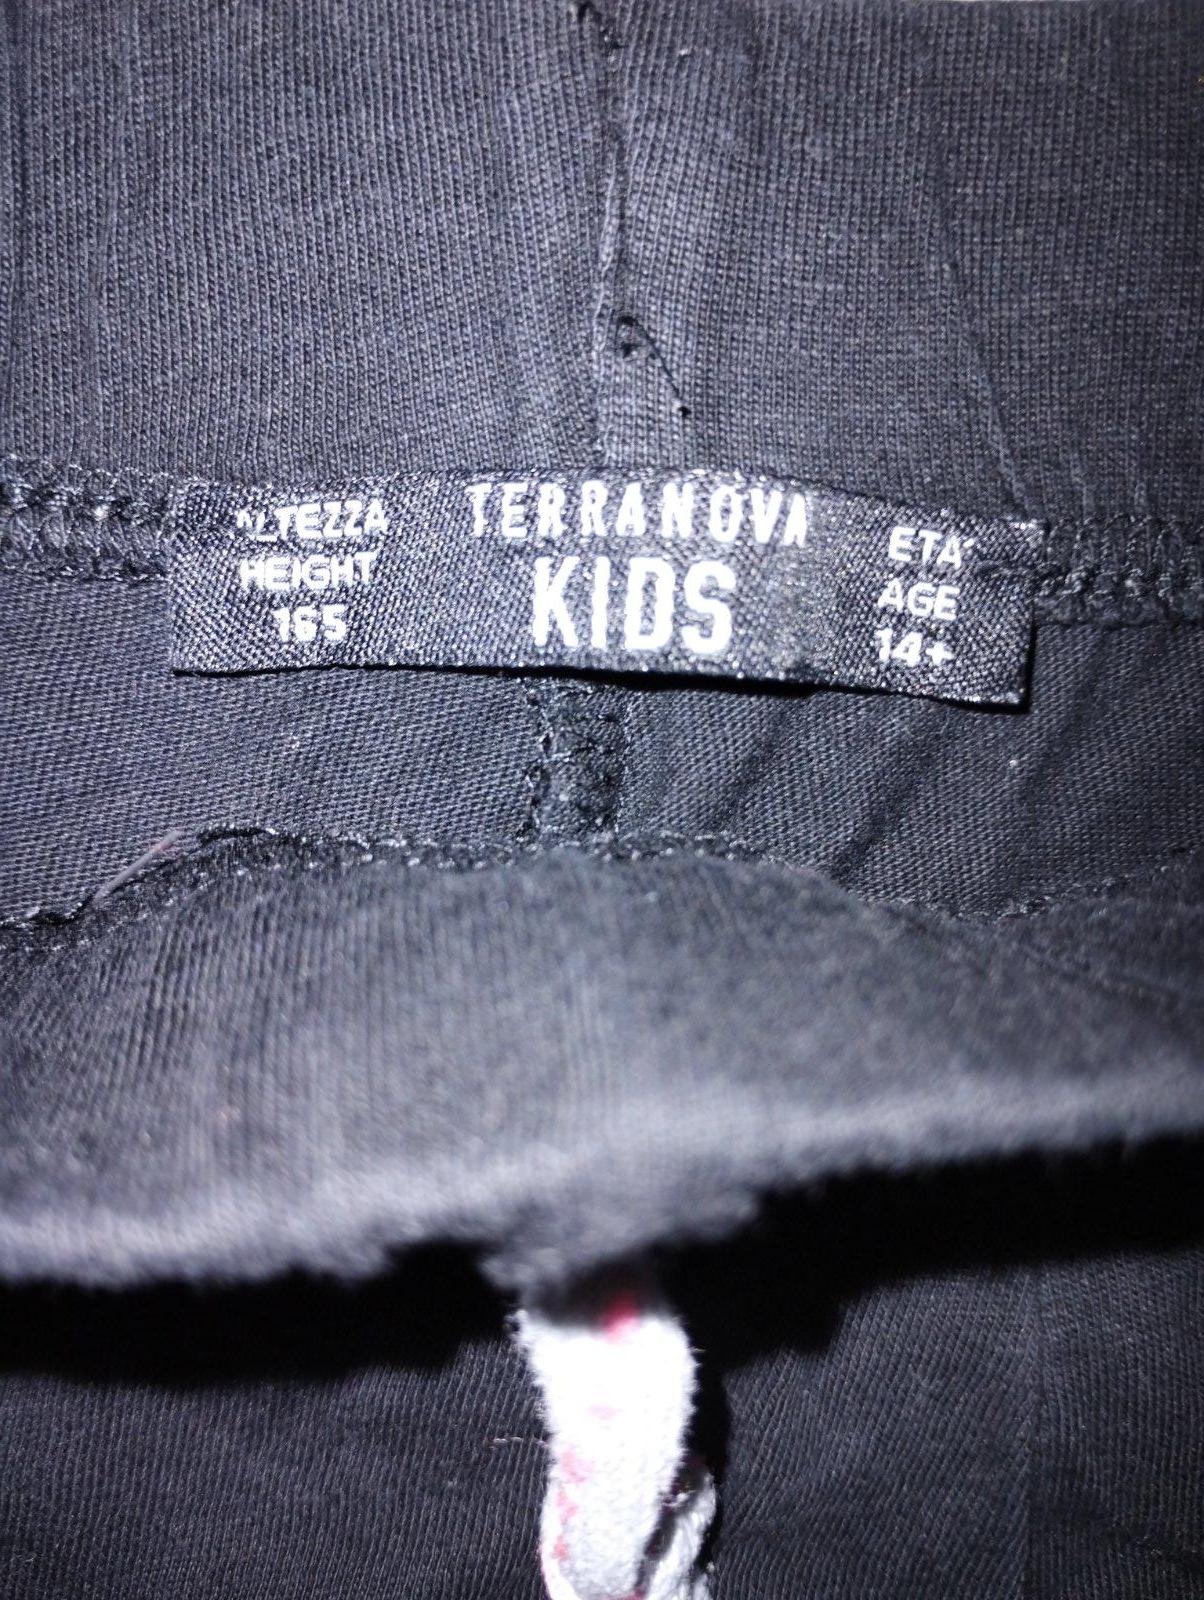 ALTEZZA
HEIGHT
165
TERRANOVA
KIDS
ETA'
AGE
14+